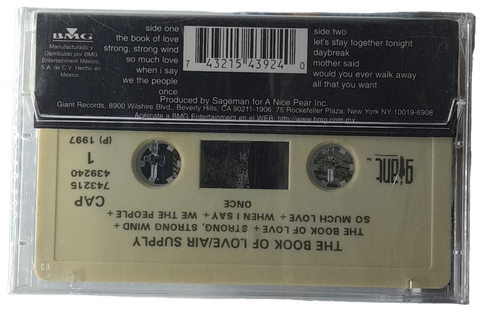 BMG
Manufacturado y
Distribuido por BMG
Entertainment México,
S.A. de C.V. Hecho en
México.
side one
the book of love
strong, strong wind
so much love
when i say
we the people
once
7 43215 43924 0
side two
let's stay together tonight
daybreak
mother said
would you ever walk away
all that you want
Produced by Sageman for A Nice Pear Inc.
Giant Records, 8900 Wilshire Blvd., Beverly Hills, CA 90211-1906; 75 Rockefeller Plaza, New York NY 10019-6908
Acércate a BMG Entertainment en el WEB: http://www.bmg.com.mx
THE BOOK OF LOVE/AIR SUPPLY
THE BOOK OF LOVE + STRONG, STRONG WIND +
SO MUCH LOVE + WHEN I SAY + WE THE PEOPLE +
ONCE
giant
CAP
743215
439240
1
(P) 1997